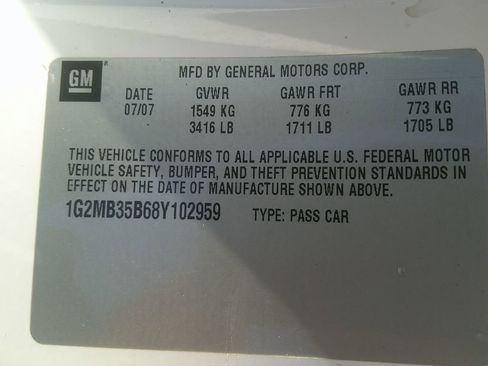 GM
MFD BY GENERAL MOTORS CORP.
DATE GVWR GAWR FRT GAWR RR
07/07 1549 KG 776 KG 773 KG
3416 LB 1711 LB 1705 LB
THIS VEHICLE CONFORMS TO ALL APPLICABLE U.S. FEDERAL MOTOR
VEHICLE SAFETY, BUMPER, AND THEFT PREVENTION STANDARDS IN
EFFECT ON THE DATE OF MANUFACTURE SHOWN ABOVE.
1G2MB35B68Y102959 TYPE: PASS CAR